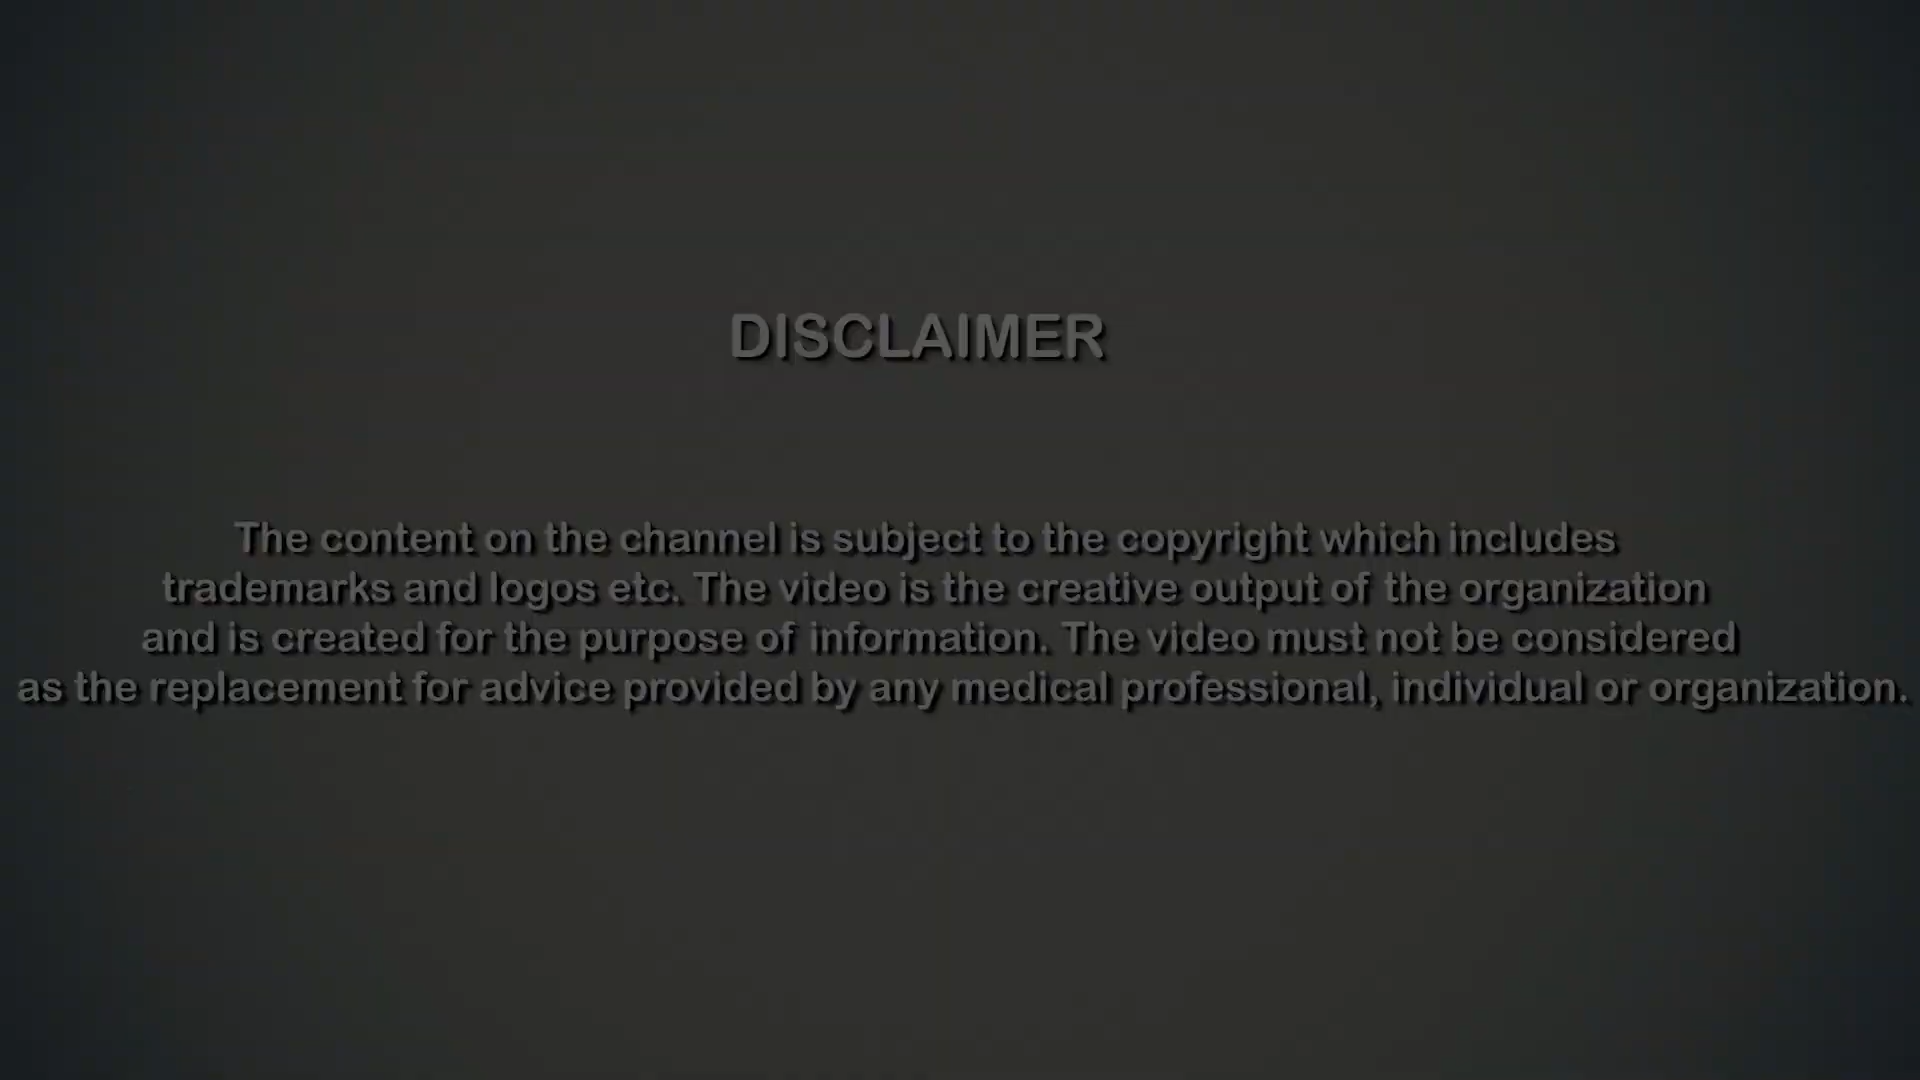 DISCLAIMER
The content on the channel is subject to the copyright which includes
trademarks and logos etc. The video is the creative output of the organization
and is created for the purpose of information. The video must not be considered
as the replacement for advice provided by any medical professional, individual or organization.